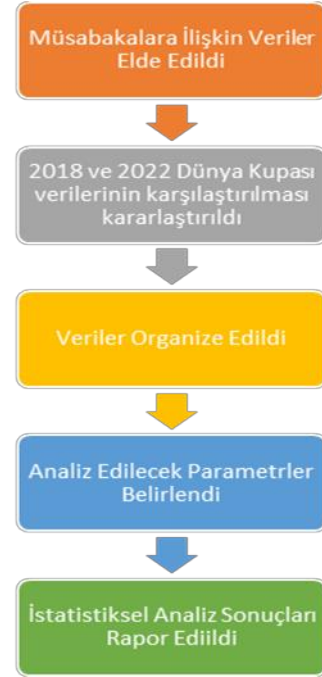 Müsabakalara İlişkin Veriler
Elde Edildi
2018 ve 2022 Dünya Kupası
verilerinin karşılaştırılması
kararlaştırıldı
Veriler Organize Edildi
Analiz Edilecek Parametrler
Belirlendi
İstatistiksel Analiz Sonuçları
Rapor Ediildi